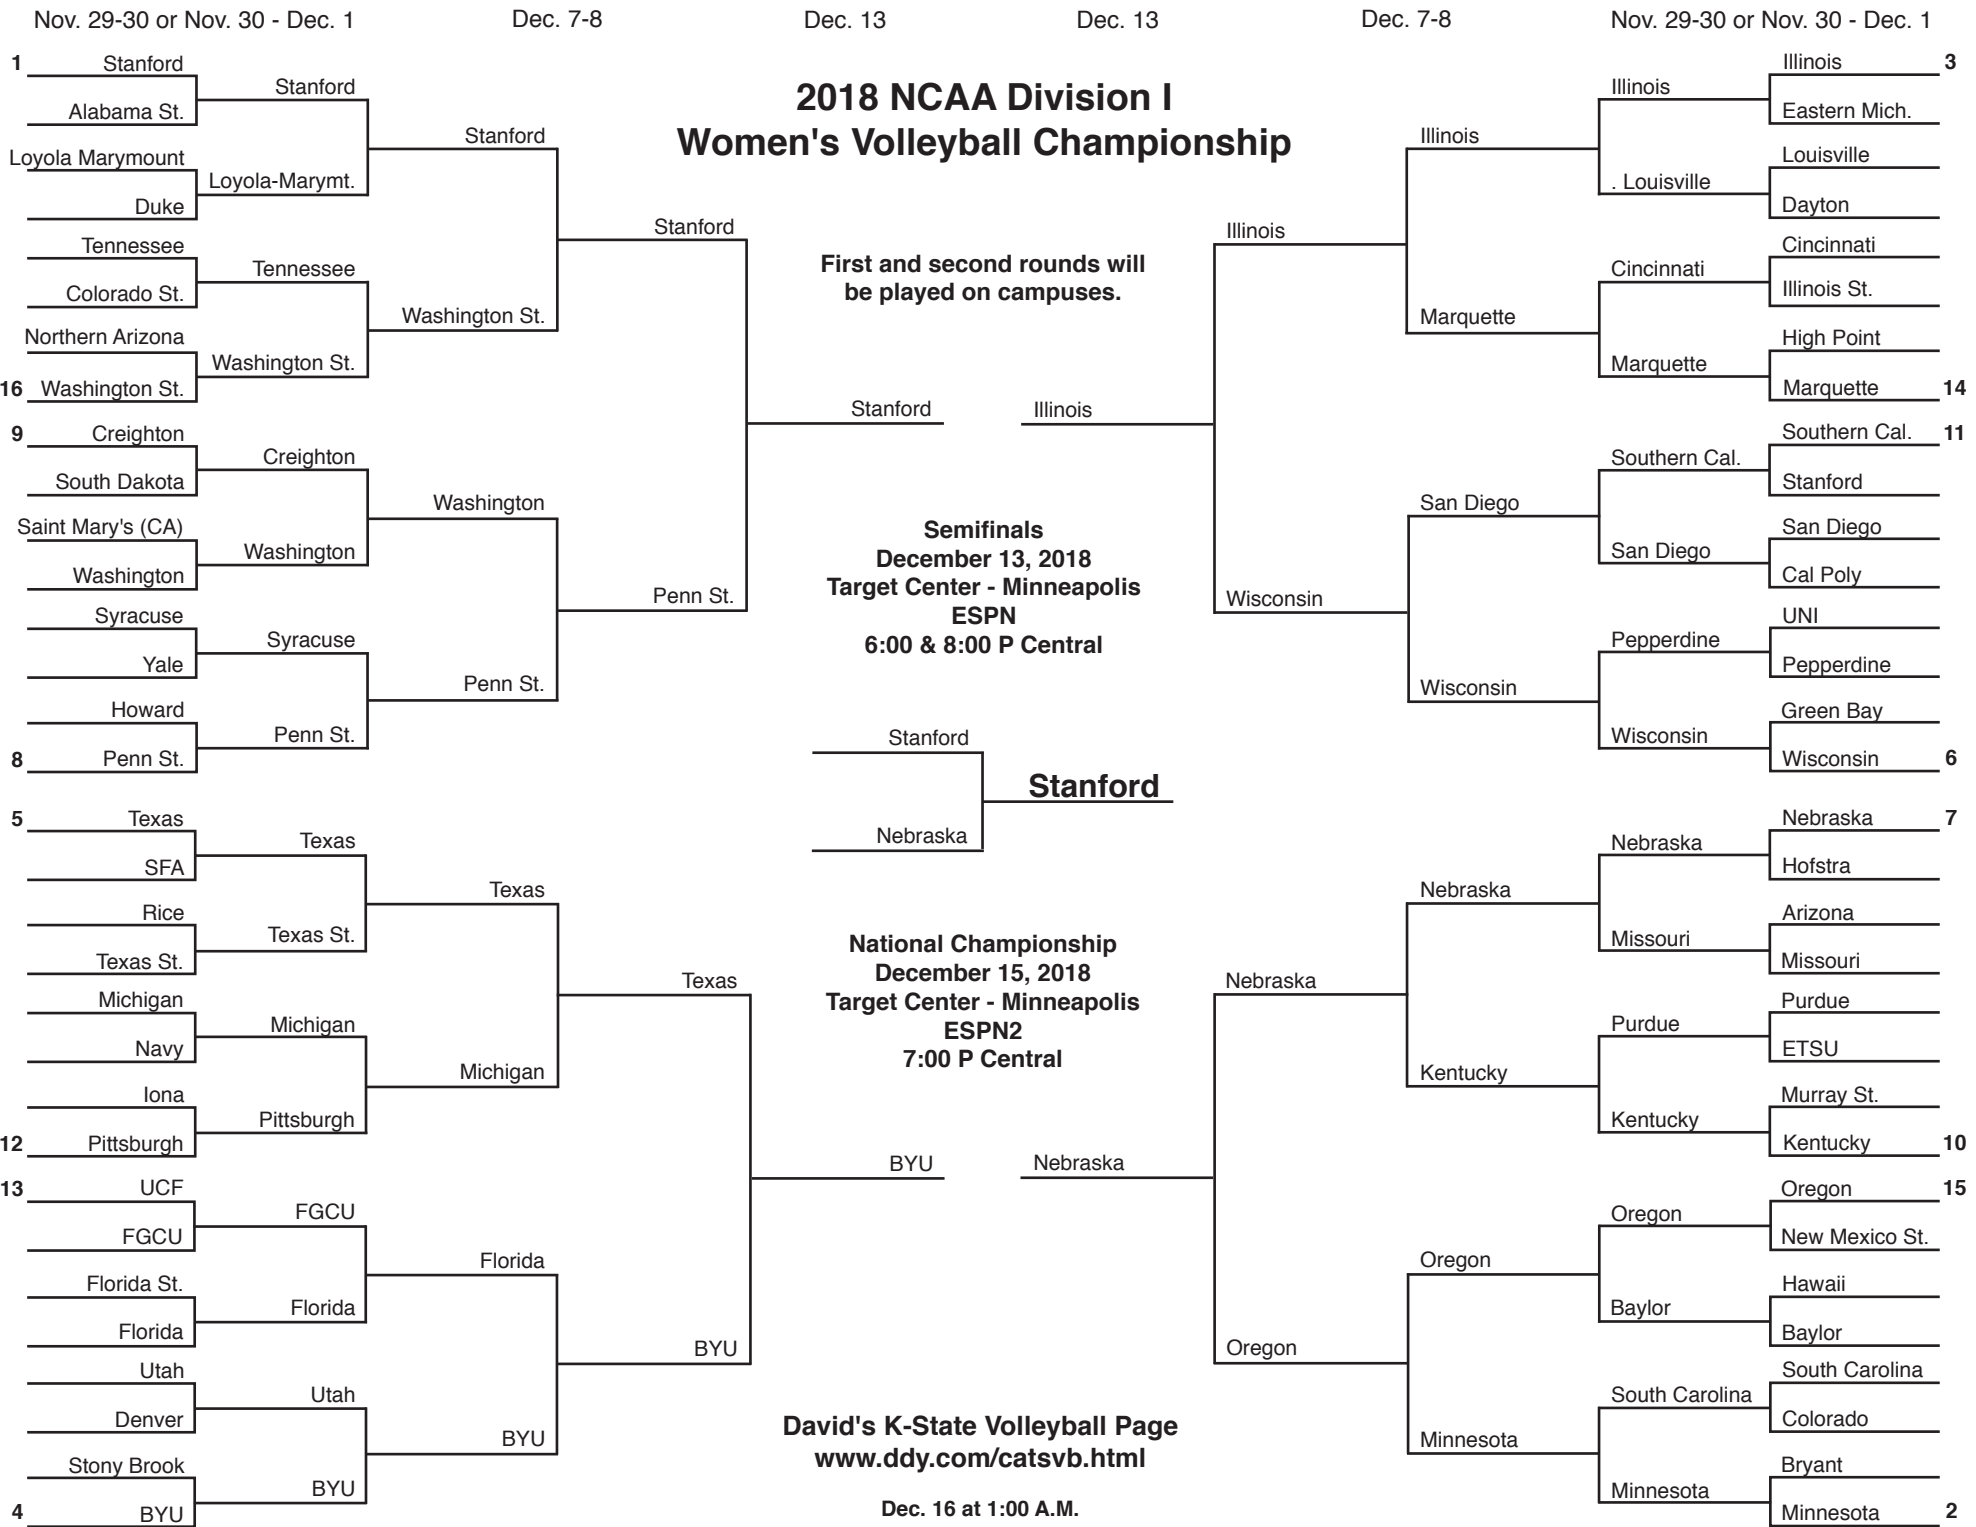 Nov. 29-30 or Nov. 30 - Dec. 1
Dec. 7-8
Dec. 13
Dec. 13
Dec. 7-8
Nov. 29-30 or Nov. 30 - Dec. 1
2018 NCAA Division I
Women's Volleyball Championship
1 Stanford
Alabama St.
Loyola Marymount
Duke
Tennessee
Colorado St.
Northern Arizona
16 Washington St.
9 Creighton
South Dakota
Saint Mary's (CA)
Washington
Syracuse
Yale
Howard
8 Penn St.
5 Texas
SFA
Rice
Texas St.
Michigan
Navy
Iona
12 Pittsburgh
13 UCF
FGCU
Florida St.
Florida
Utah
Denver
Stony Brook
4 BYU
Stanford
Loyola-Marymt.
Tennessee
Washington St.
Creighton
Washington
Syracuse
Penn St.
Texas
Texas St.
Michigan
Pittsburgh
FGCU
Florida
Utah
BYU
Stanford
Washington St.
Washington
Penn St.
Texas
Michigan
Florida
BYU
Stanford
Penn St.
Texas
BYU
Stanford
BYU
First and second rounds will
be played on campuses.
Semifinals
December 13, 2018
Target Center - Minneapolis
ESPN
6:00 & 8:00 P Central
Stanford
Nebraska
Stanford
National Championship
December 15, 2018
Target Center - Minneapolis
ESPN2
7:00 P Central
David's K-State Volleyball Page
www.ddy.com/catsvb.html
Dec. 16 at 1:00 A.M.
Illinois
Nebraska
Illinois
Wisconsin
Nebraska
Oregon
Illinois
Marquette
San Diego
Wisconsin
Nebraska
Kentucky
Oregon
Minnesota
Illinois
. Louisville
Cincinnati
Marquette
Southern Cal.
San Diego
Pepperdine
Wisconsin
Nebraska
Missouri
Purdue
Kentucky
Oregon
Baylor
South Carolina
Minnesota
Illinois 3
Eastern Mich.
Louisville
Dayton
Cincinnati
Illinois St.
High Point
Marquette 14
Southern Cal. 11
Stanford
San Diego
Cal Poly
UNI
Pepperdine
Green Bay
Wisconsin 6
Nebraska 7
Hofstra
Arizona
Missouri
Purdue
ETSU
Murray St.
Kentucky 10
Oregon 15
New Mexico St.
Hawaii
Baylor
South Carolina
Colorado
Bryant
Minnesota 2